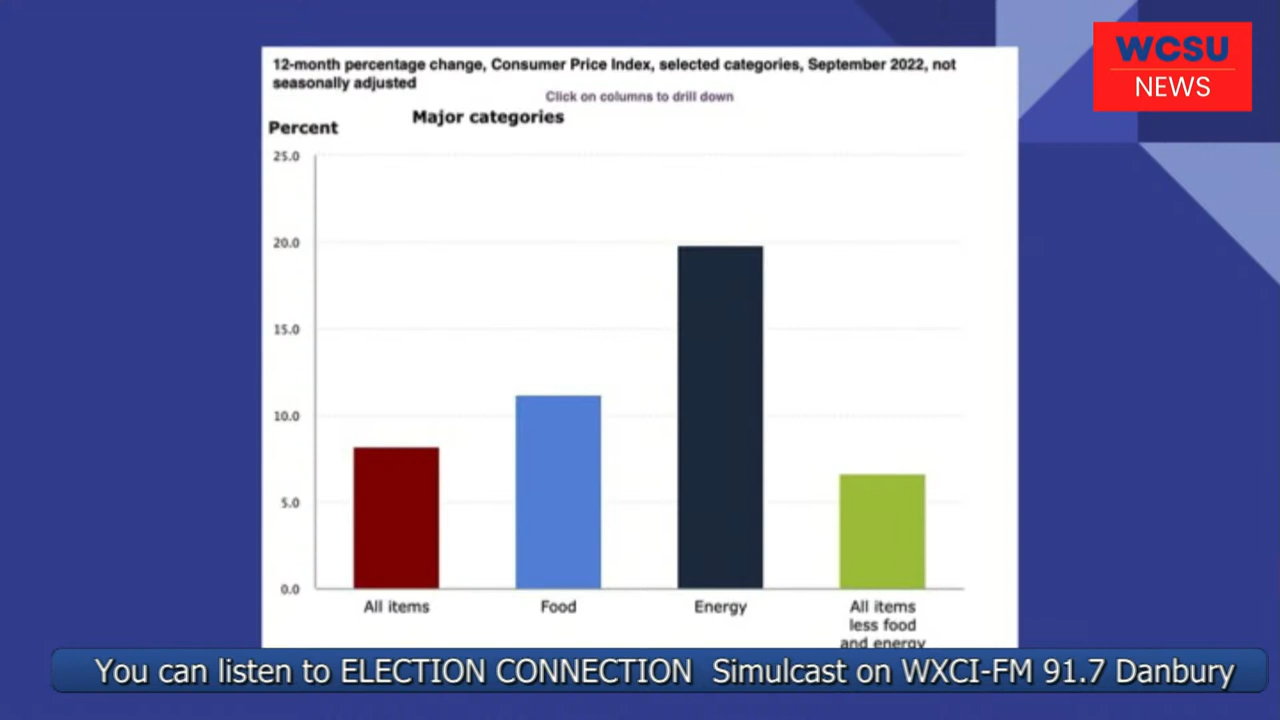 WCSU
NEWS
12-month percentage change, Consumer Price Index, selected categories, September 2022, not
seasonally adjusted
Click on columns to drill down
Major categories
Percent
25.0
20.0
15.0
10.0
5.0
0.0
All items
Food
Energy
All items
less food
and energy
You can listen to ELECTION CONNECTION Simulcast on WXCI-FM 91.7 Danbury